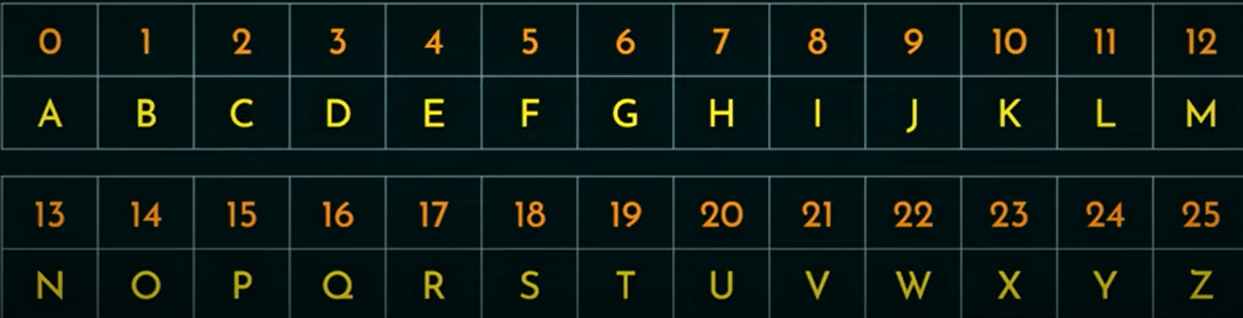 0 1 2 3 4 5 6 7 8 9 10 11 12
A B C D E F G H I J K L M
13 14 15 16 17 18 19 20 21 22 23 24 25
N O P Q R S T U V W X Y Z